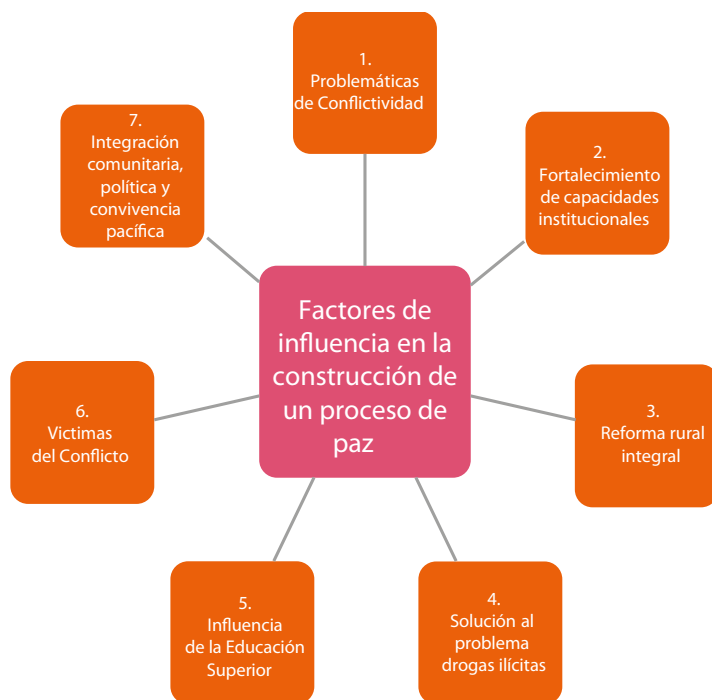 1.
Problemáticas
de Conflictividad
2.
Fortalecimiento
de capacidades
institucionales
3.
Reforma rural
integral
4.
Solución al
problema
drogas ilícitas
5.
Influencia
de la Educación
Superior
6.
Victimas
del Conflicto
7.
Integración
comunitaria,
política y
convivencia
pacífica
Factores de
influencia en la
construcción de
un proceso de
paz